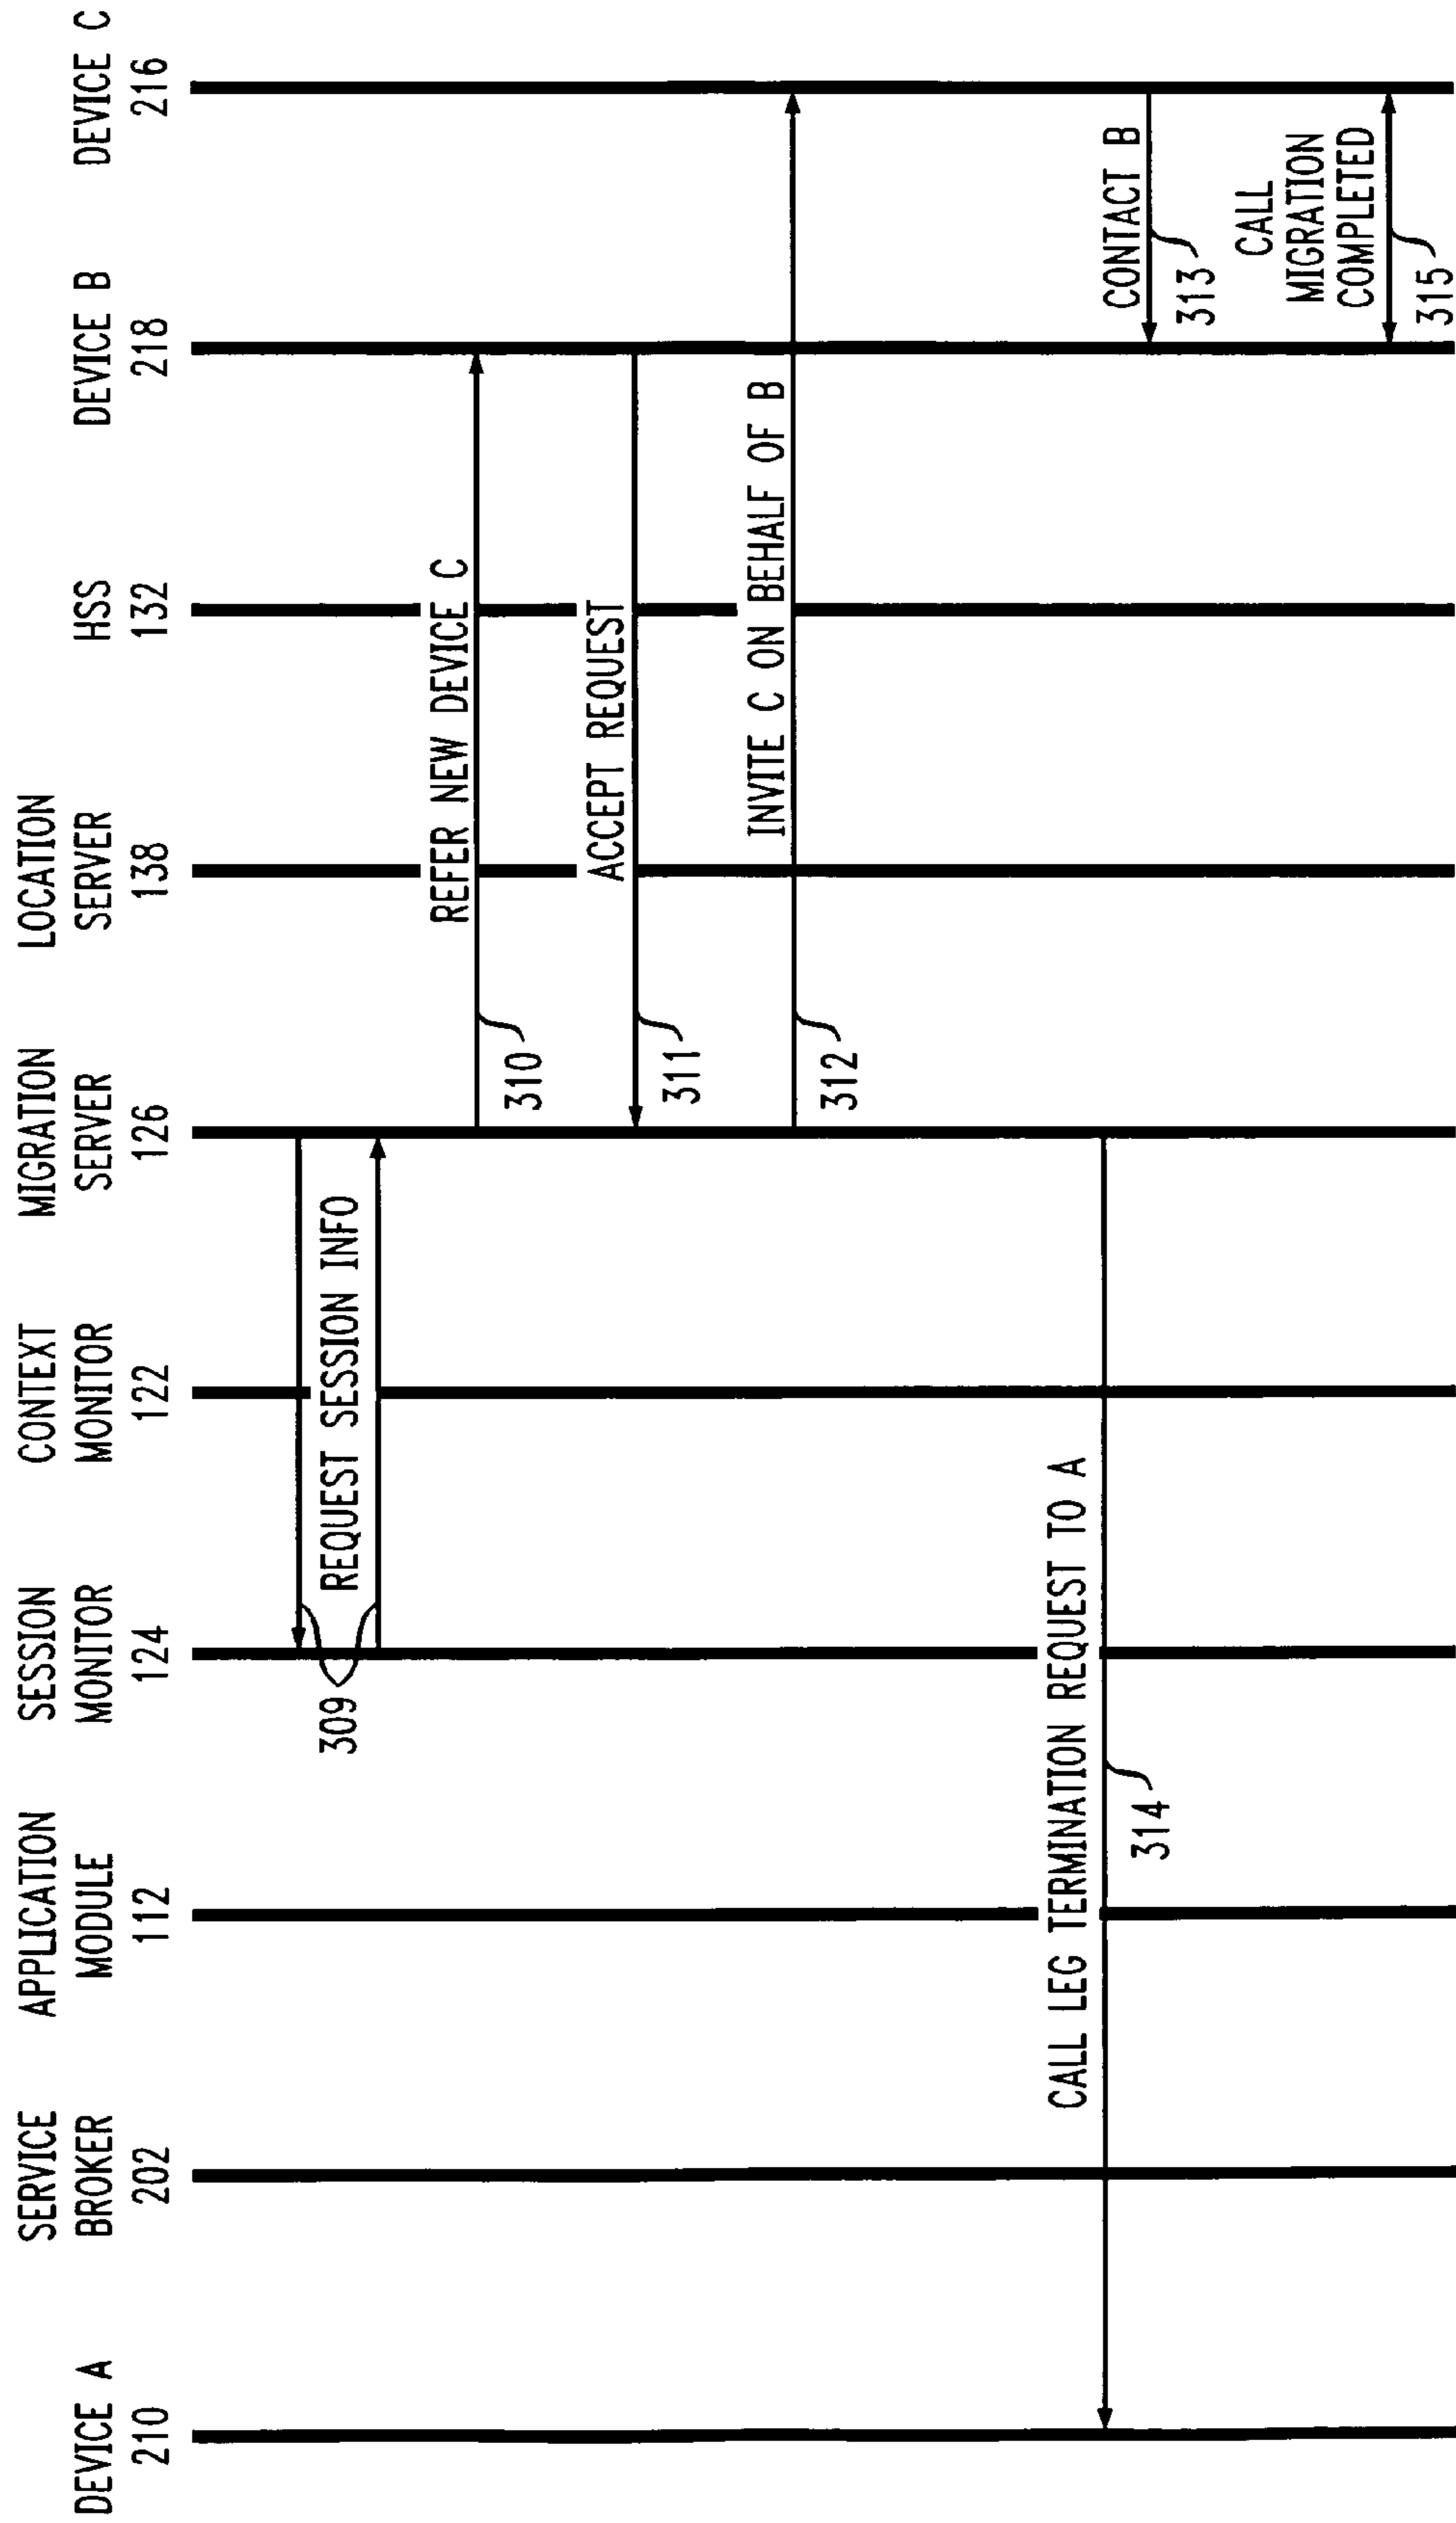 DEVICE A
210
SERVICE
BROKER
202
APPLICATION
MODULE
112
SESSION
MONITOR
124
CONTEXT
MONITOR
122
MIGRATION
SERVER
126
LOCATION
SERVER
138
HSS
132
DEVICE B
218
DEVICE C
216
REQUEST SESSION INFO
309
REFER NEW DEVICE C
310
ACCEPT REQUEST
311
INVITE C ON BEHALF OF B
312
CALL LEG TERMINATION REQUEST TO A
314
CONTACT B
313
CALL
MIGRATION
COMPLETED
315